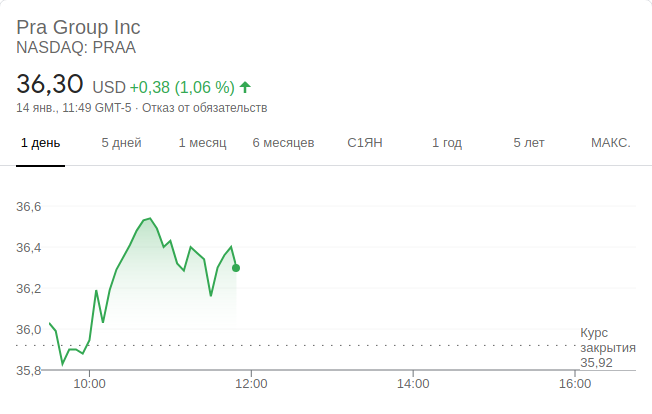 Pra Group Inc
NASDAQ: PRAA
36,30 USD +0,38 (1,06 %)
14 янв., 11:49 GMT-5 · Отказ от обязательств
1 день 5 дней 1 месяц 6 месяцев С1ЯН 1 год 5 лет МАКС.
36,6
36,4
36,2
36,0
Курс
закрытия
35,92
35,8
10:00 12:00 14:00 16:00